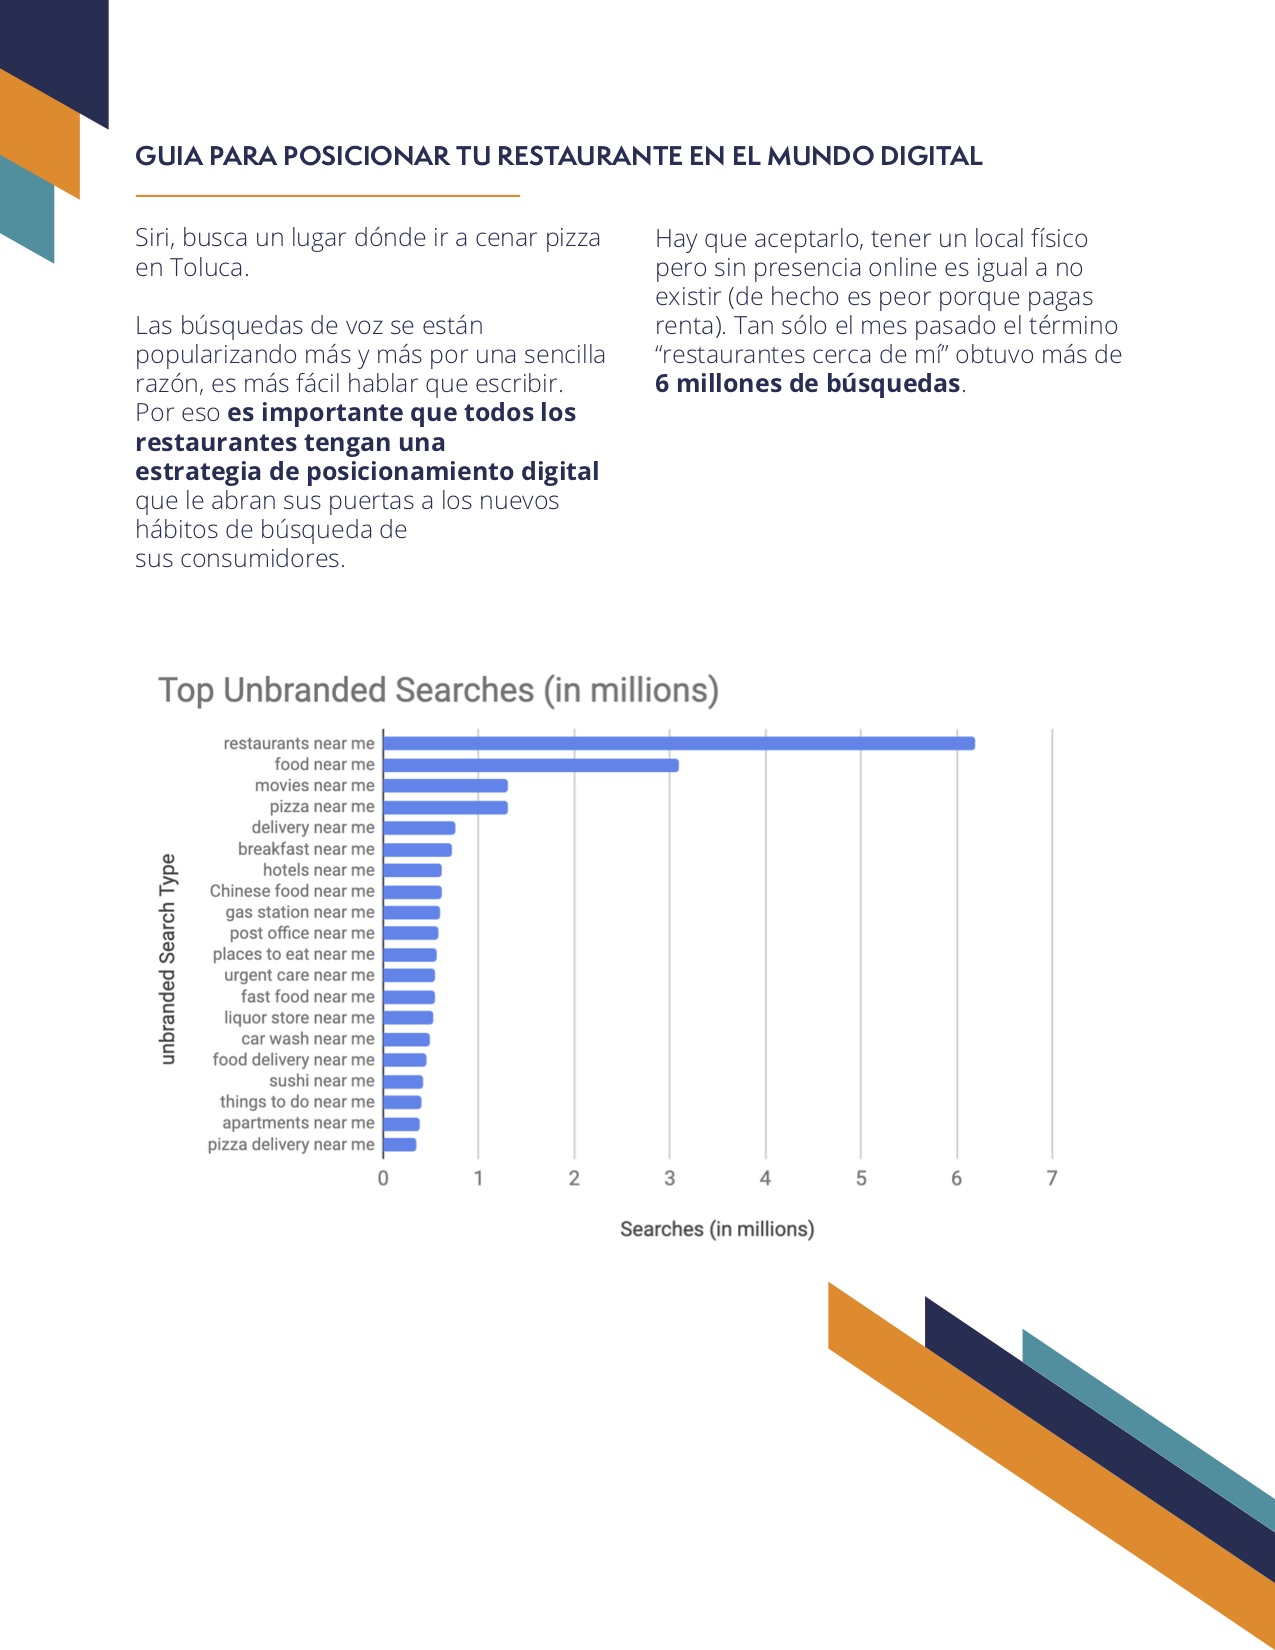 GUIA PARA POSICIONAR TU RESTAURANTE EN EL MUNDO DIGITAL
Siri, busca un lugar dónde ir a cenar pizza
en Toluca.
Las búsquedas de voz se están
popularizando más y más por una sencilla
razón, es más fácil hablar que escribir.
Por eso es importante que todos los
restaurantes tengan una
estrategia de posicionamiento digital
que le abran sus puertas a los nuevos
hábitos de búsqueda de
sus consumidores.
Hay que aceptarlo, tener un local físico
pero sin presencia online es igual a no
existir (de hecho es peor porque pagas
renta). Tan sólo el mes pasado el término
“restaurantes cerca de mí” obtuvo más de
6 millones de búsquedas.
Top Unbranded Searches (in millions)
unbranded Search Type
restaurants near me
food near me
movies near me
pizza near me
delivery near me
breakfast near me
hotels near me
Chinese food near me
gas station near me
post office near me
places to eat near me
urgent care near me
fast food near me
liquor store near me
car wash near me
food delivery near me
sushi near me
things to do near me
apartments near me
pizza delivery near me
0 1 2 3 4 5 6 7
Searches (in millions)